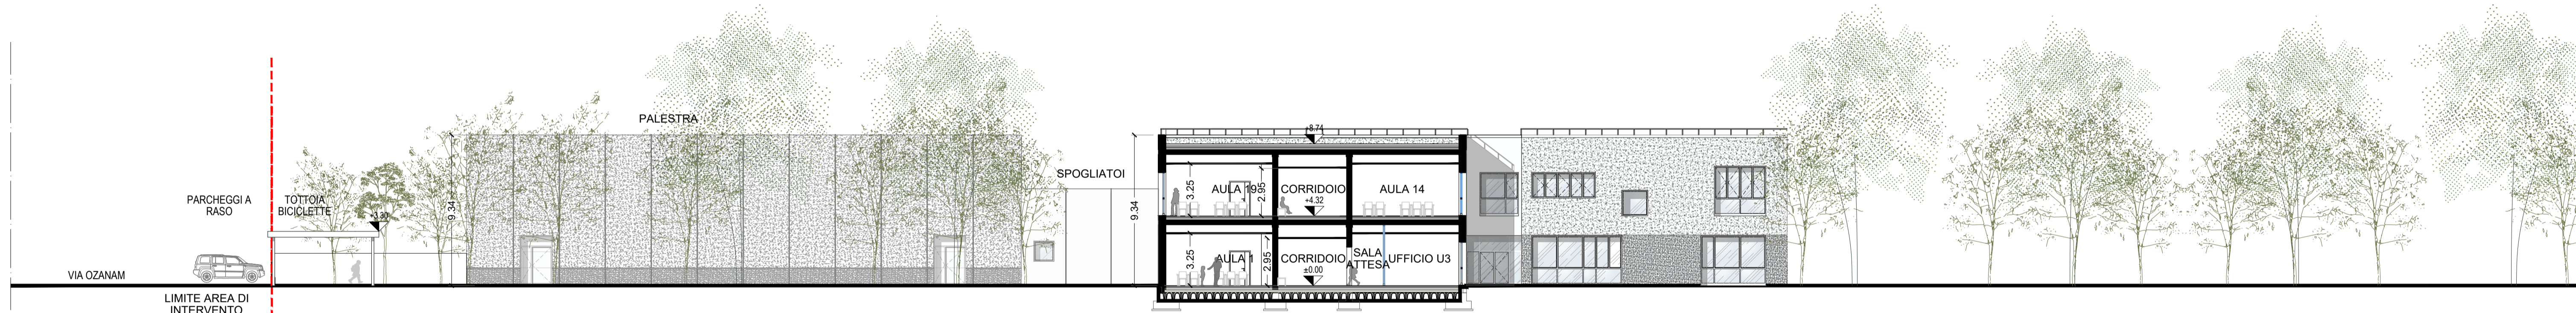 PALESTRA
+8.74
SPOGLIATOI
3.25
AULA 19
2.95
CORRIDOIO
+4.32
AULA 14
PARCHEGGI A
RASO
TOTTOIA
BICICLETTE
+3.30
9.34
9.34
3.25
AULA 1
2.95
CORRIDOIO
±0.00
SALA
ATTESA
UFFICIO U3
VIA OZANAM
LIMITE AREA DI
INTERVENTO